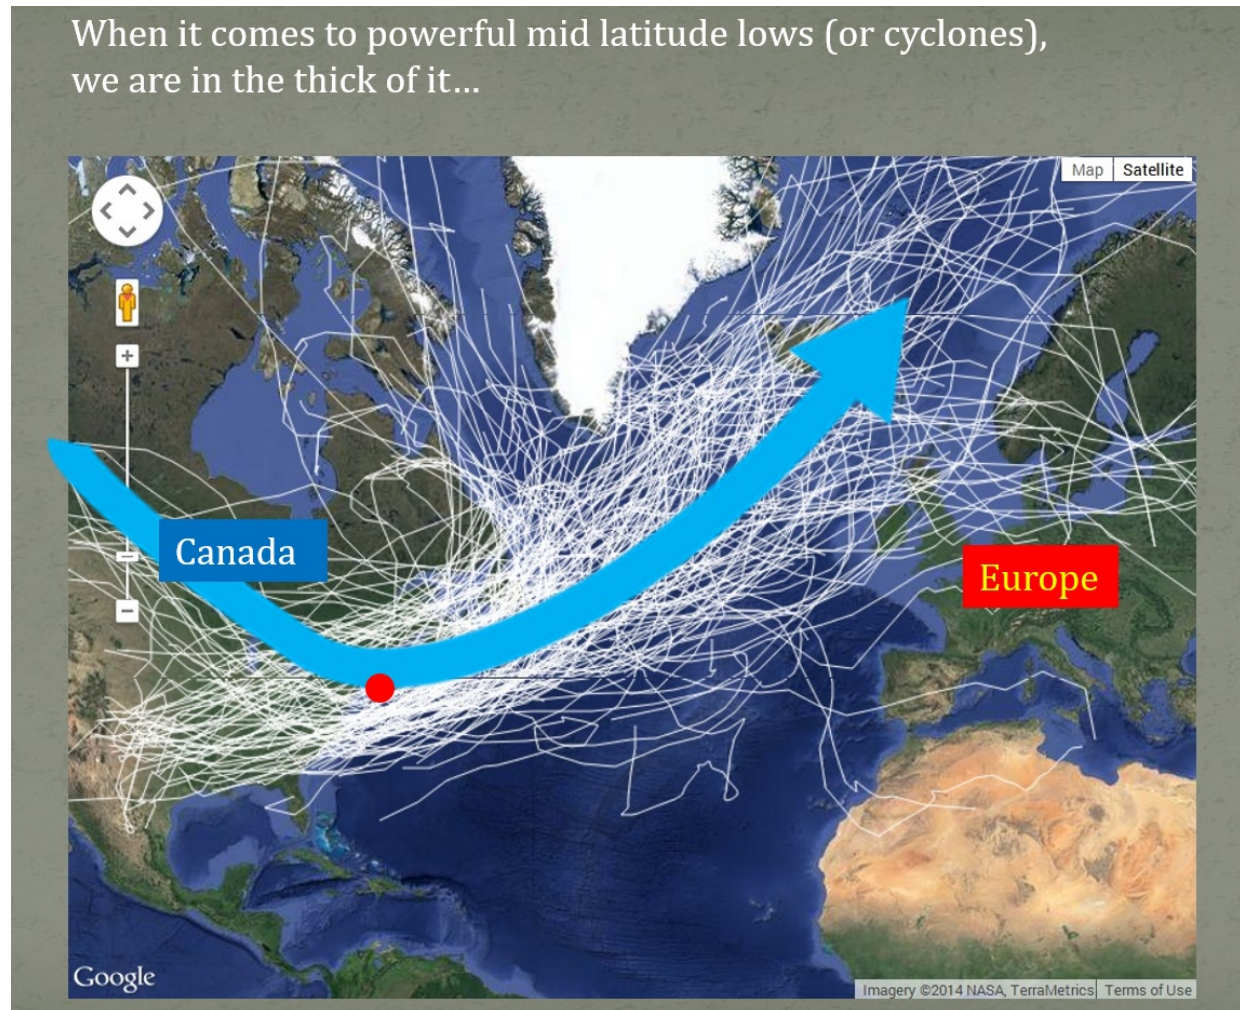 When it comes to powerful mid latitude lows (or cyclones),
we are in the thick of it...
Map Satellite
Canada
Europe
Google
Imagery ©2014 NASA, TerraMetrics Terms of Use